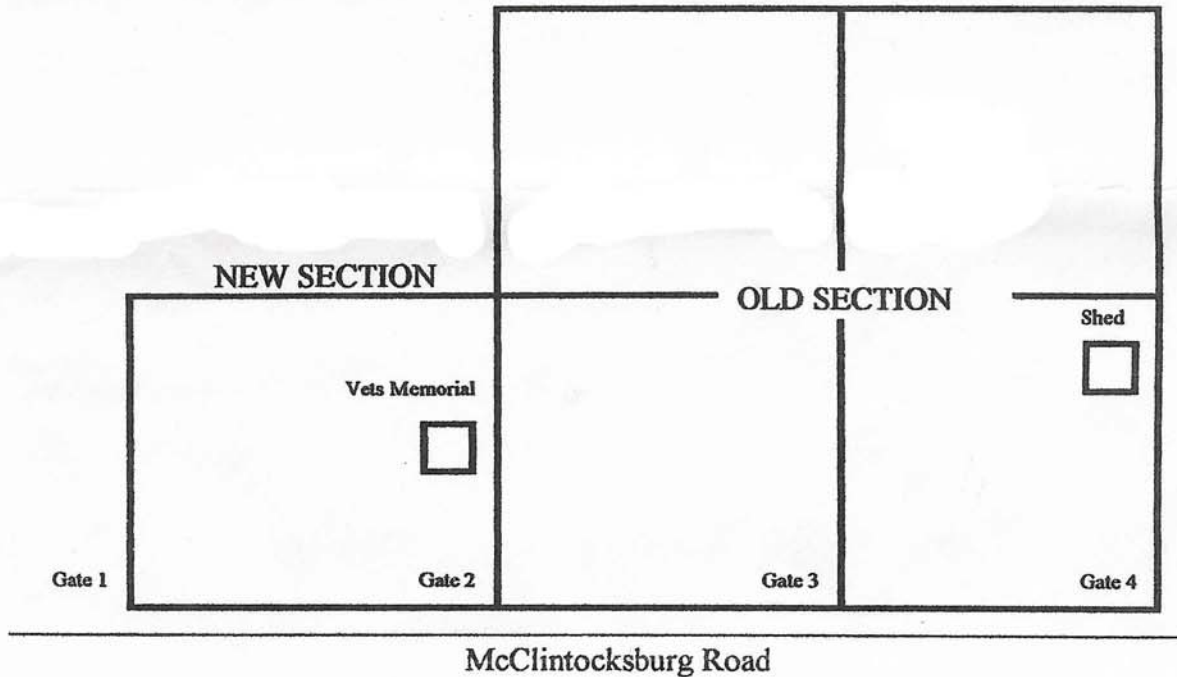 NEW SECTION
OLD SECTION
Shed
Vets Memorial
Gate 1
Gate 2
Gate 3
Gate 4
McClintocksburg Road